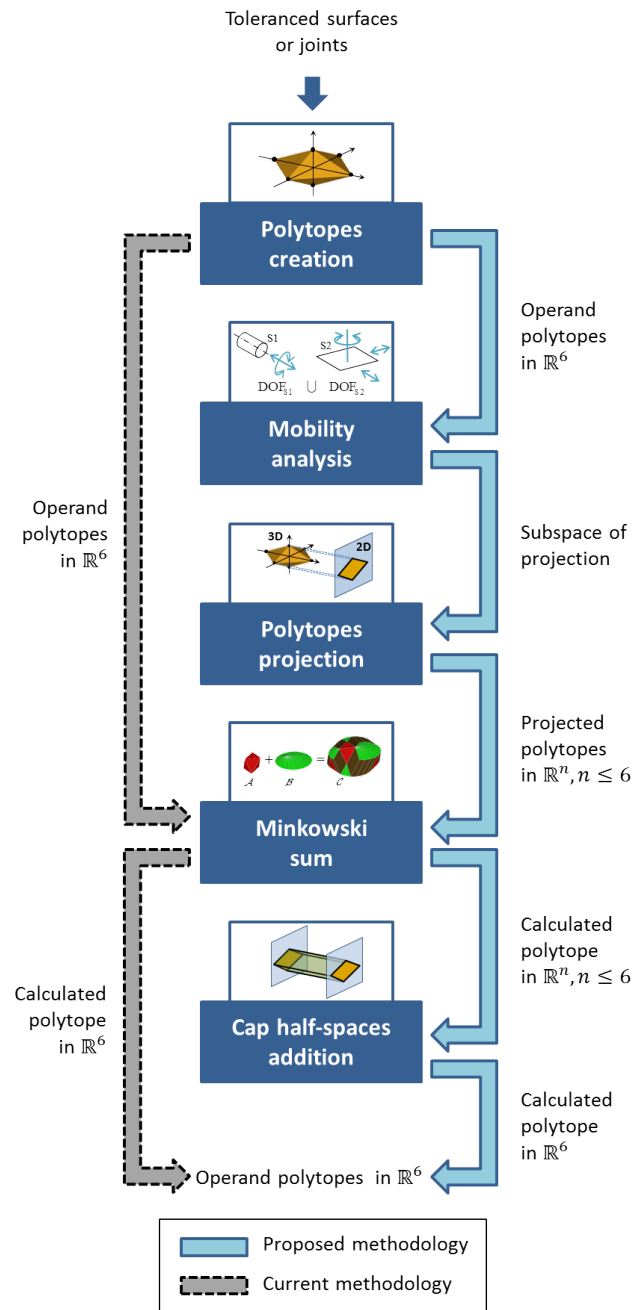 Toleranced surfaces
or joints
Polytopes
creation
Operand
polytopes
in ℝ⁶
S1
S2
DOF_S1 ∪ DOF_S2
Mobility
analysis
Operand
polytopes
in ℝ⁶
Subspace of
projection
3D
2D
Polytopes
projection
Projected
polytopes
in ℝⁿ, n ≤ 6
+ =
𝒜 ℬ 𝒞
Minkowski
sum
Calculated
polytope
in ℝⁿ, n ≤ 6
Calculated
polytope
in ℝ⁶
Cap half-spaces
addition
Calculated
polytope
in ℝ⁶
Operand polytopes in ℝ⁶
Proposed methodology
Current methodology